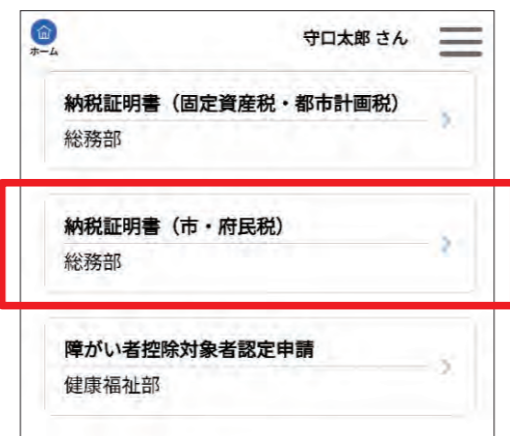 守口太郎 さん
ホーム
納税証明書（固定資産税・都市計画税）
総務部
納税証明書（市・府民税）
総務部
障がい者控除対象者認定申請
健康福祉部